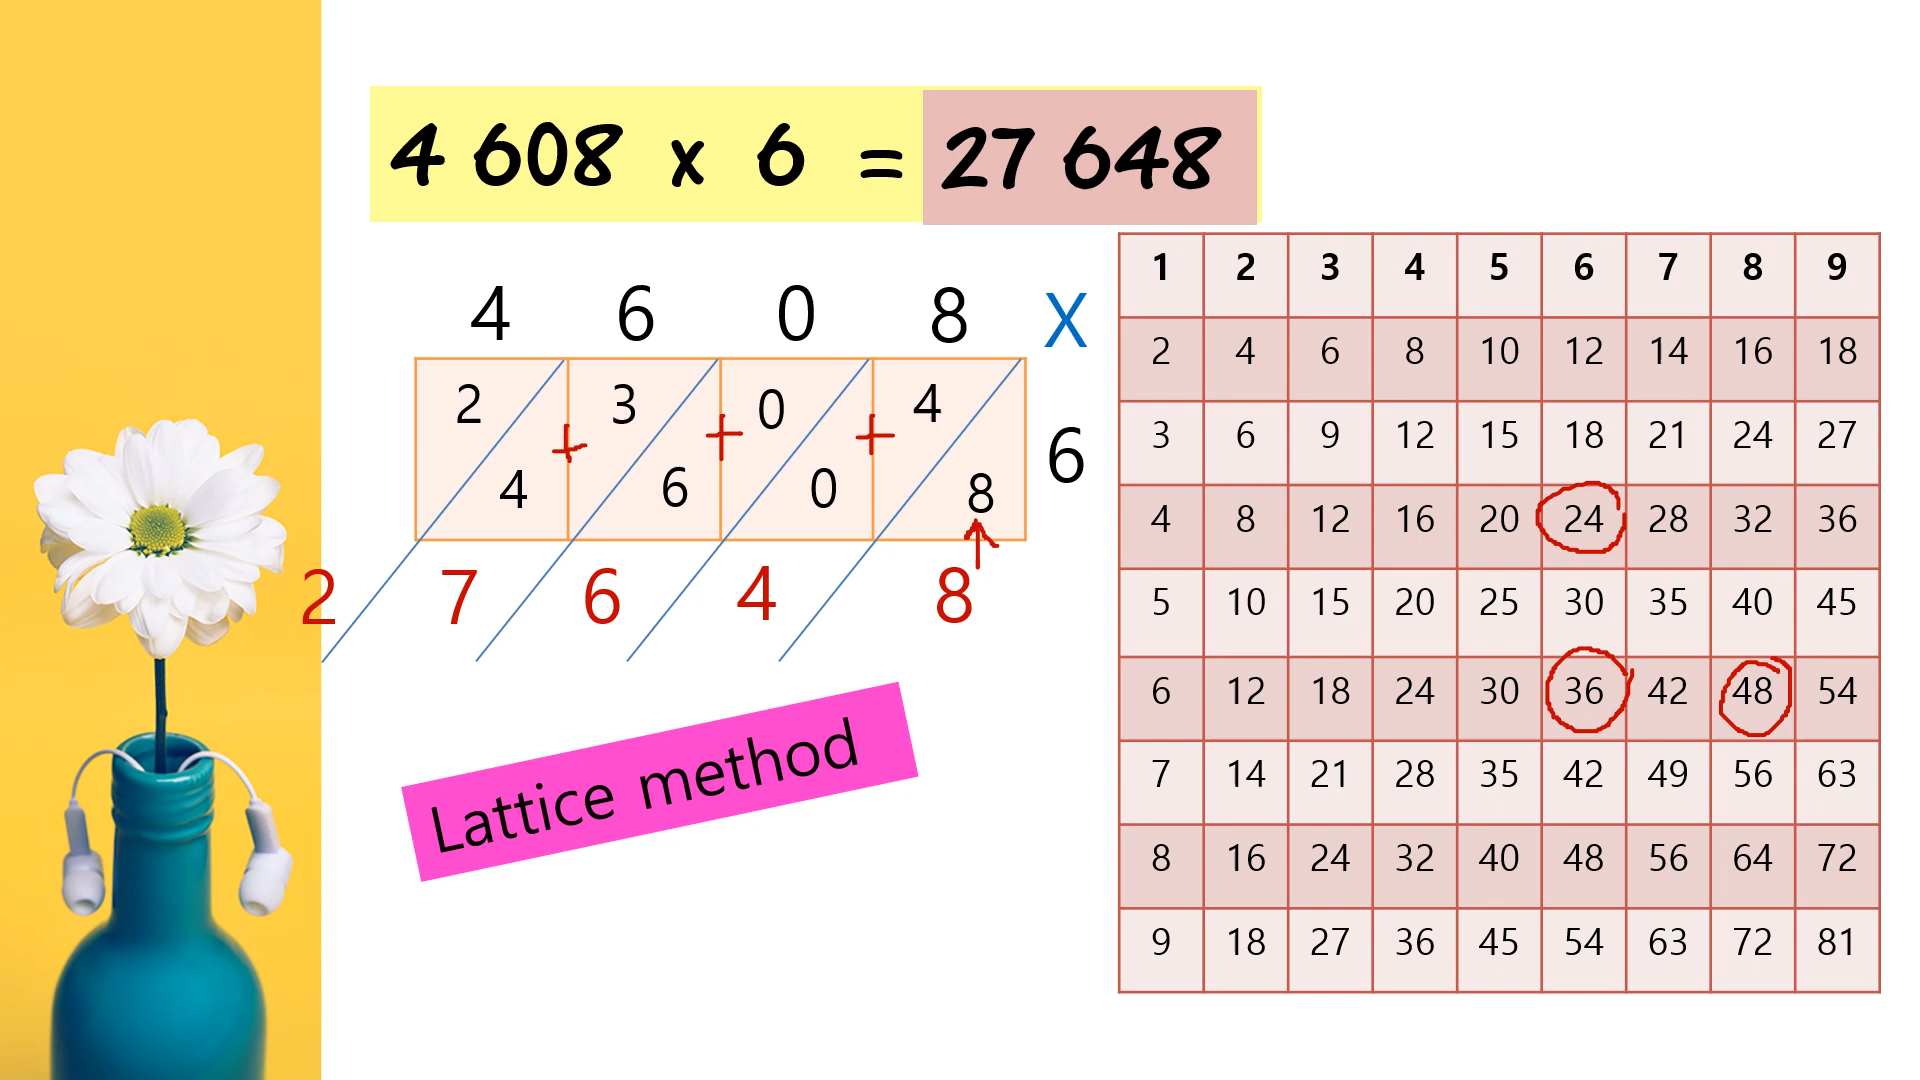 4 608 x 6 = 27 648
4 6 0 8 X
2 3 0 4
+ + +
6
4 6 0 8
2 7 6 4 8
Lattice method
1 2 3 4 5 6 7 8 9
2 4 6 8 10 12 14 16 18
3 6 9 12 15 18 21 24 27
4 8 12 16 20 24 28 32 36
5 10 15 20 25 30 35 40 45
6 12 18 24 30 36 42 48 54
7 14 21 28 35 42 49 56 63
8 16 24 32 40 48 56 64 72
9 18 27 36 45 54 63 72 81